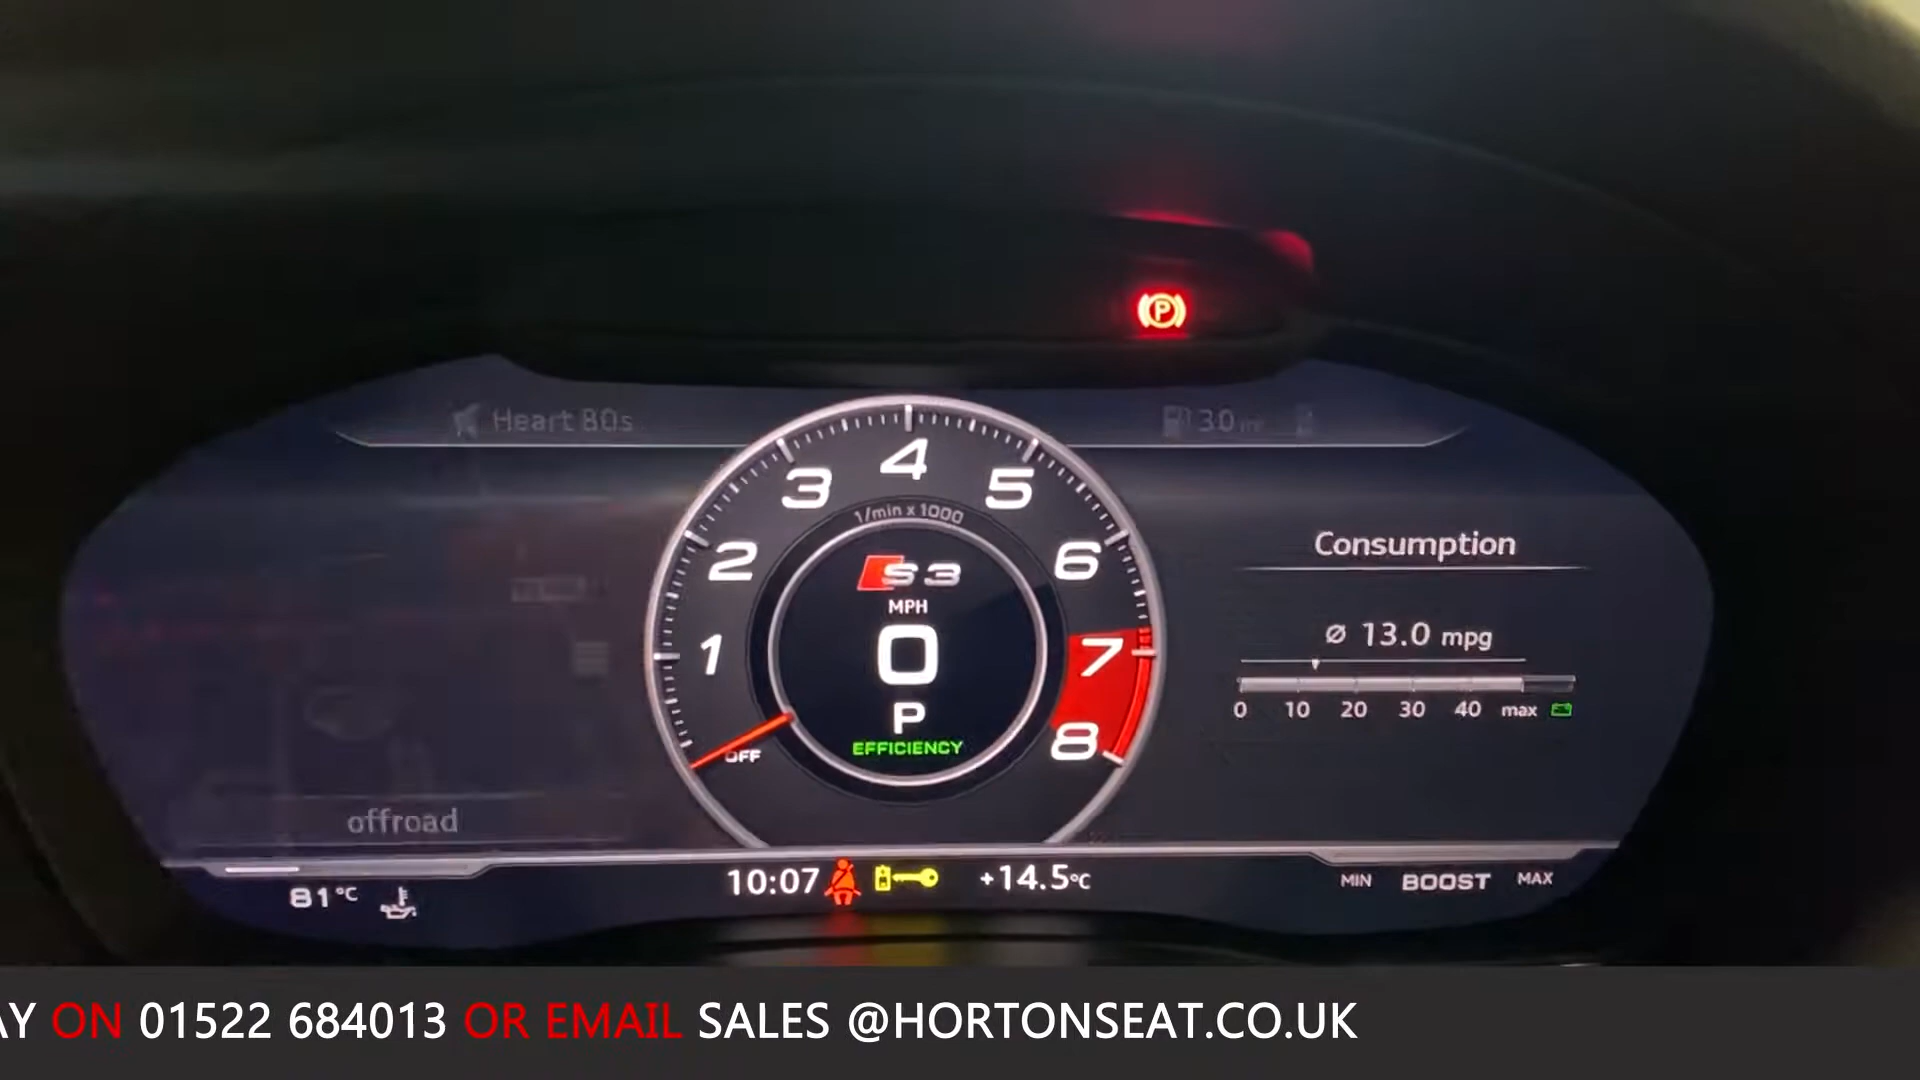 (P)
Heart 80s
30
4
3
5
1/min x 1000
2
6
S3
MPH
1
0
7
P
OFF
EFFICIENCY
8
Consumption
Ø 13.0 mpg
0 10 20 30 40 max
offroad
81°C
10:07
+14.5°C
MIN BOOST MAX
AY ON 01522 684013 OR EMAIL SALES @HORTONSEAT.CO.UK